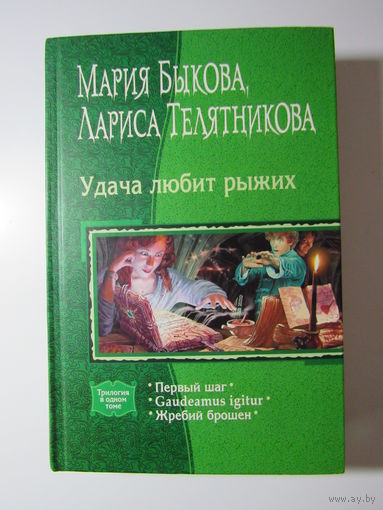 Мария Быкова,
Лариса Телятникова
Удача любит рыжих
Трилогия
в одном
томе
• Первый шаг •
• Gaudeamus igitur •
• Жребий брошен •
www.ay.by